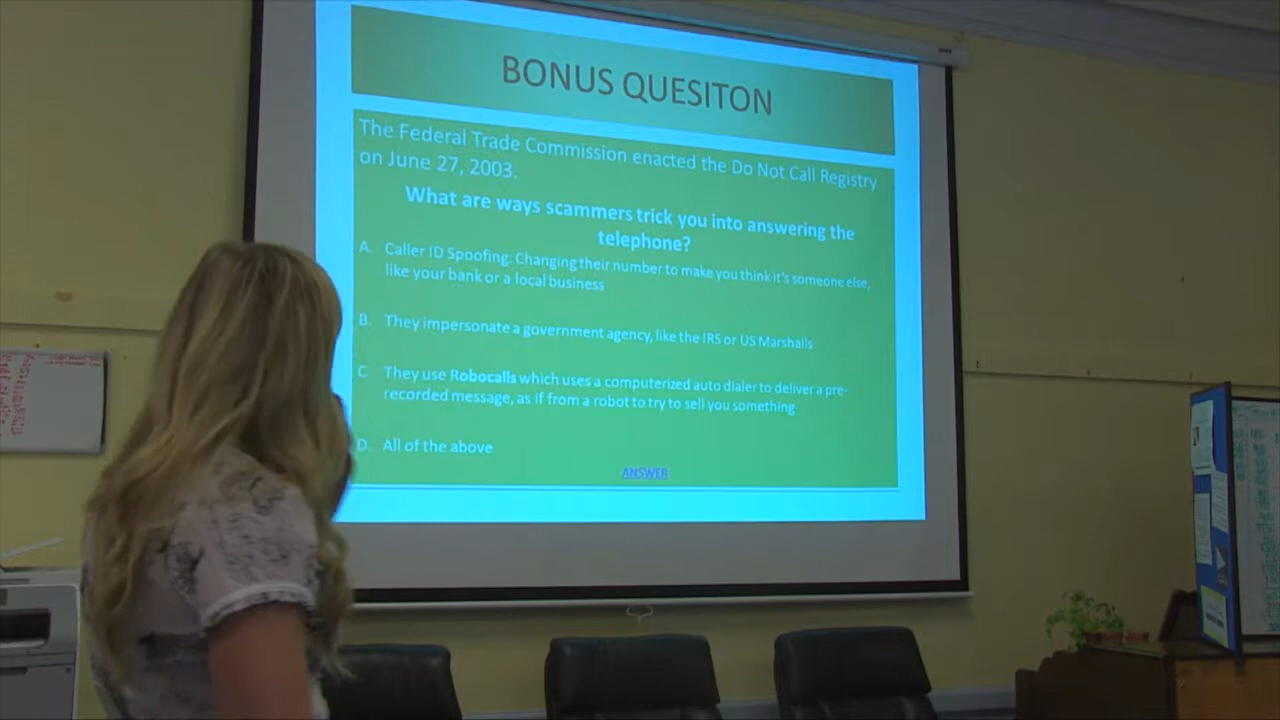 BONUS QUESITON
The Federal Trade Commission enacted the Do Not Call Registry
on June 27, 2003.
What are ways scammers trick you into answering the
telephone?
A. Caller ID Spoofing: Changing their number to make you think it's someone else,
like your bank or a local business
B. They impersonate a government agency, like the IRS or US Marshalls
C. They use Robocalls which uses a computerized auto dialer to deliver a pre-
recorded message, as if from a robot to try to sell you something
D. All of the above
ANSWER